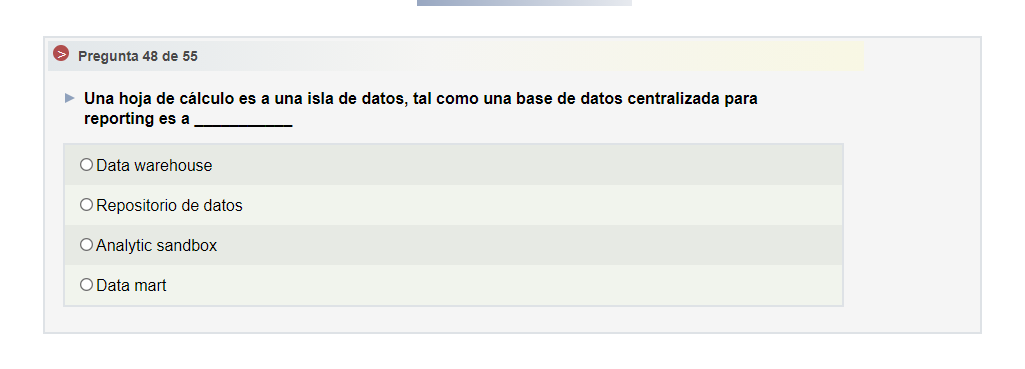 Pregunta 48 de 55
Una hoja de cálculo es a una isla de datos, tal como una base de datos centralizada para
reporting es a ___________
Data warehouse
Repositorio de datos
Analytic sandbox
Data mart